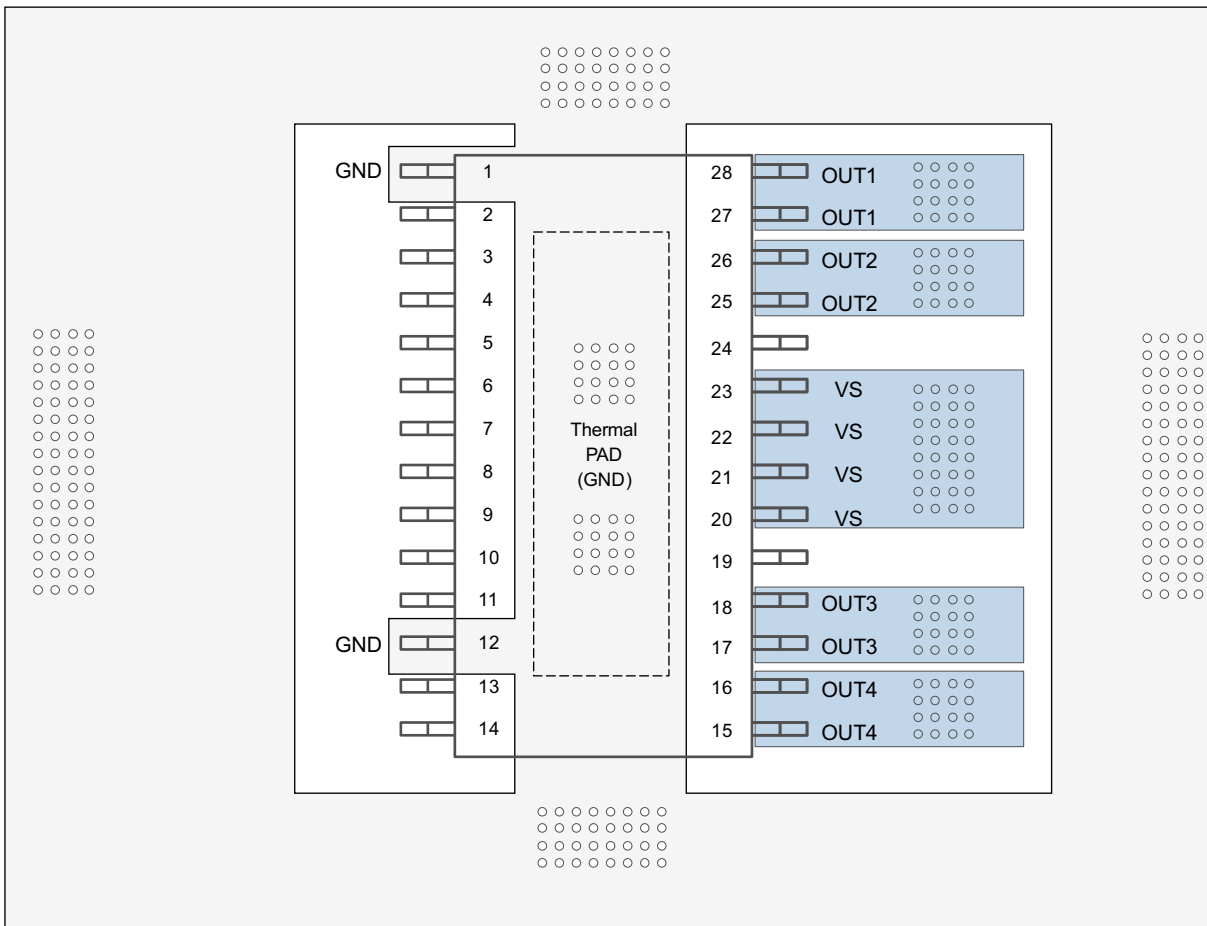 GND 1 28 OUT1
2 27 OUT1
3 26 OUT2
4 25 OUT2
5 24
6 23 VS
7 22 VS
8 21 VS
9 20 VS
10 19
11 18 OUT3
GND 12 17 OUT3
13 16 OUT4
14 15 OUT4
Thermal
PAD
(GND)